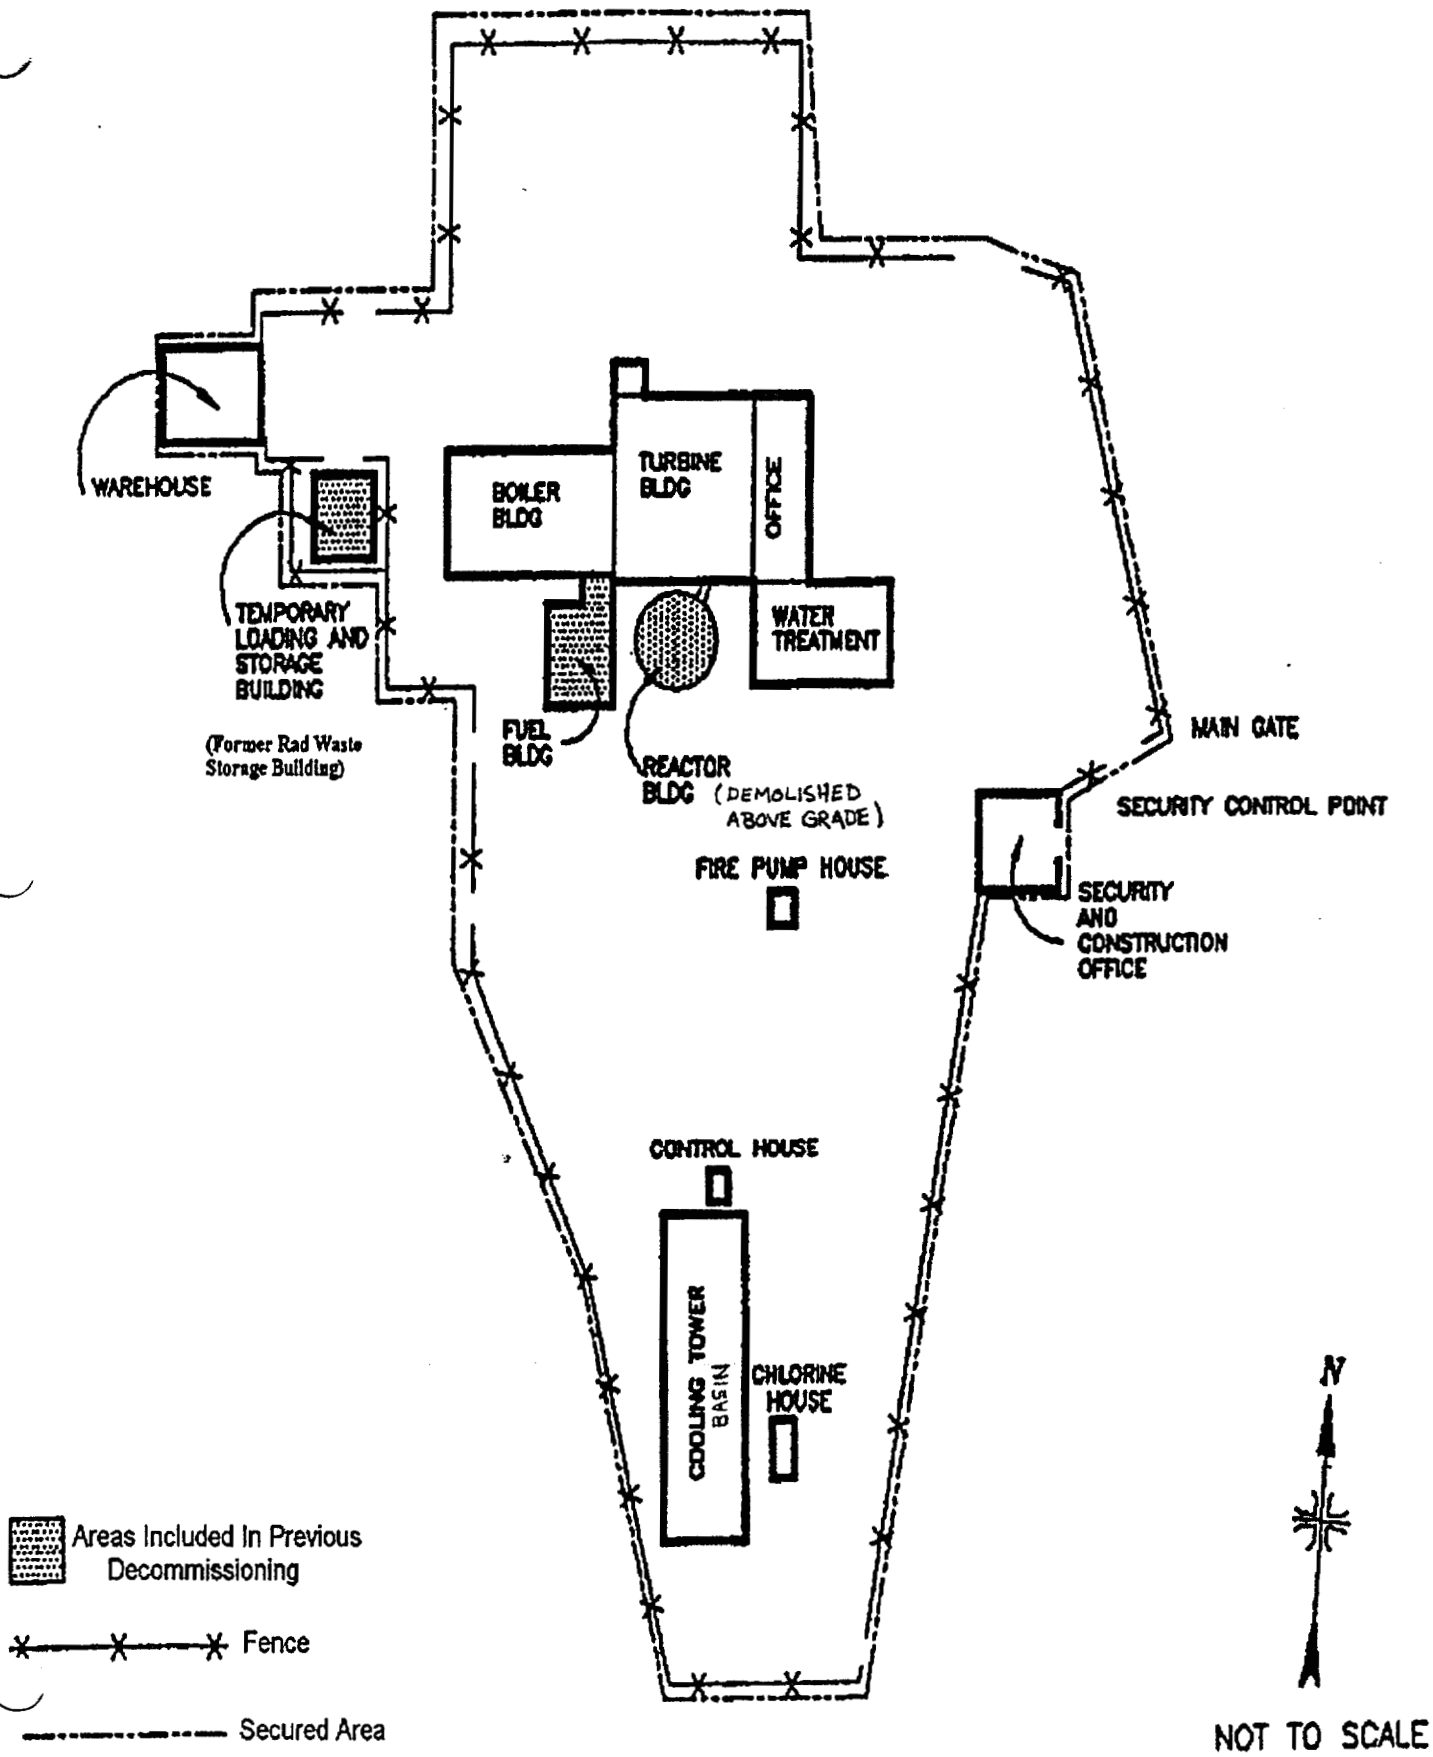 WAREHOUSE
BOILER
BLDG
TURBINE
BLDG
OFFICE
TEMPORARY
LOADING AND
STORAGE
BUILDING
(Former Rad Waste
Storage Building)
WATER
TREATMENT
FUEL
BLDG
REACTOR
BLDG (DEMOLISHED
ABOVE GRADE)
MAIN GATE
SECURITY CONTROL POINT
FIRE PUMP HOUSE
SECURITY
AND
CONSTRUCTION
OFFICE
CONTROL HOUSE
COOLING TOWER
BASIN
CHLORINE
HOUSE
N
Areas Included In Previous
Decommissioning
Fence
Secured Area
NOT TO SCALE